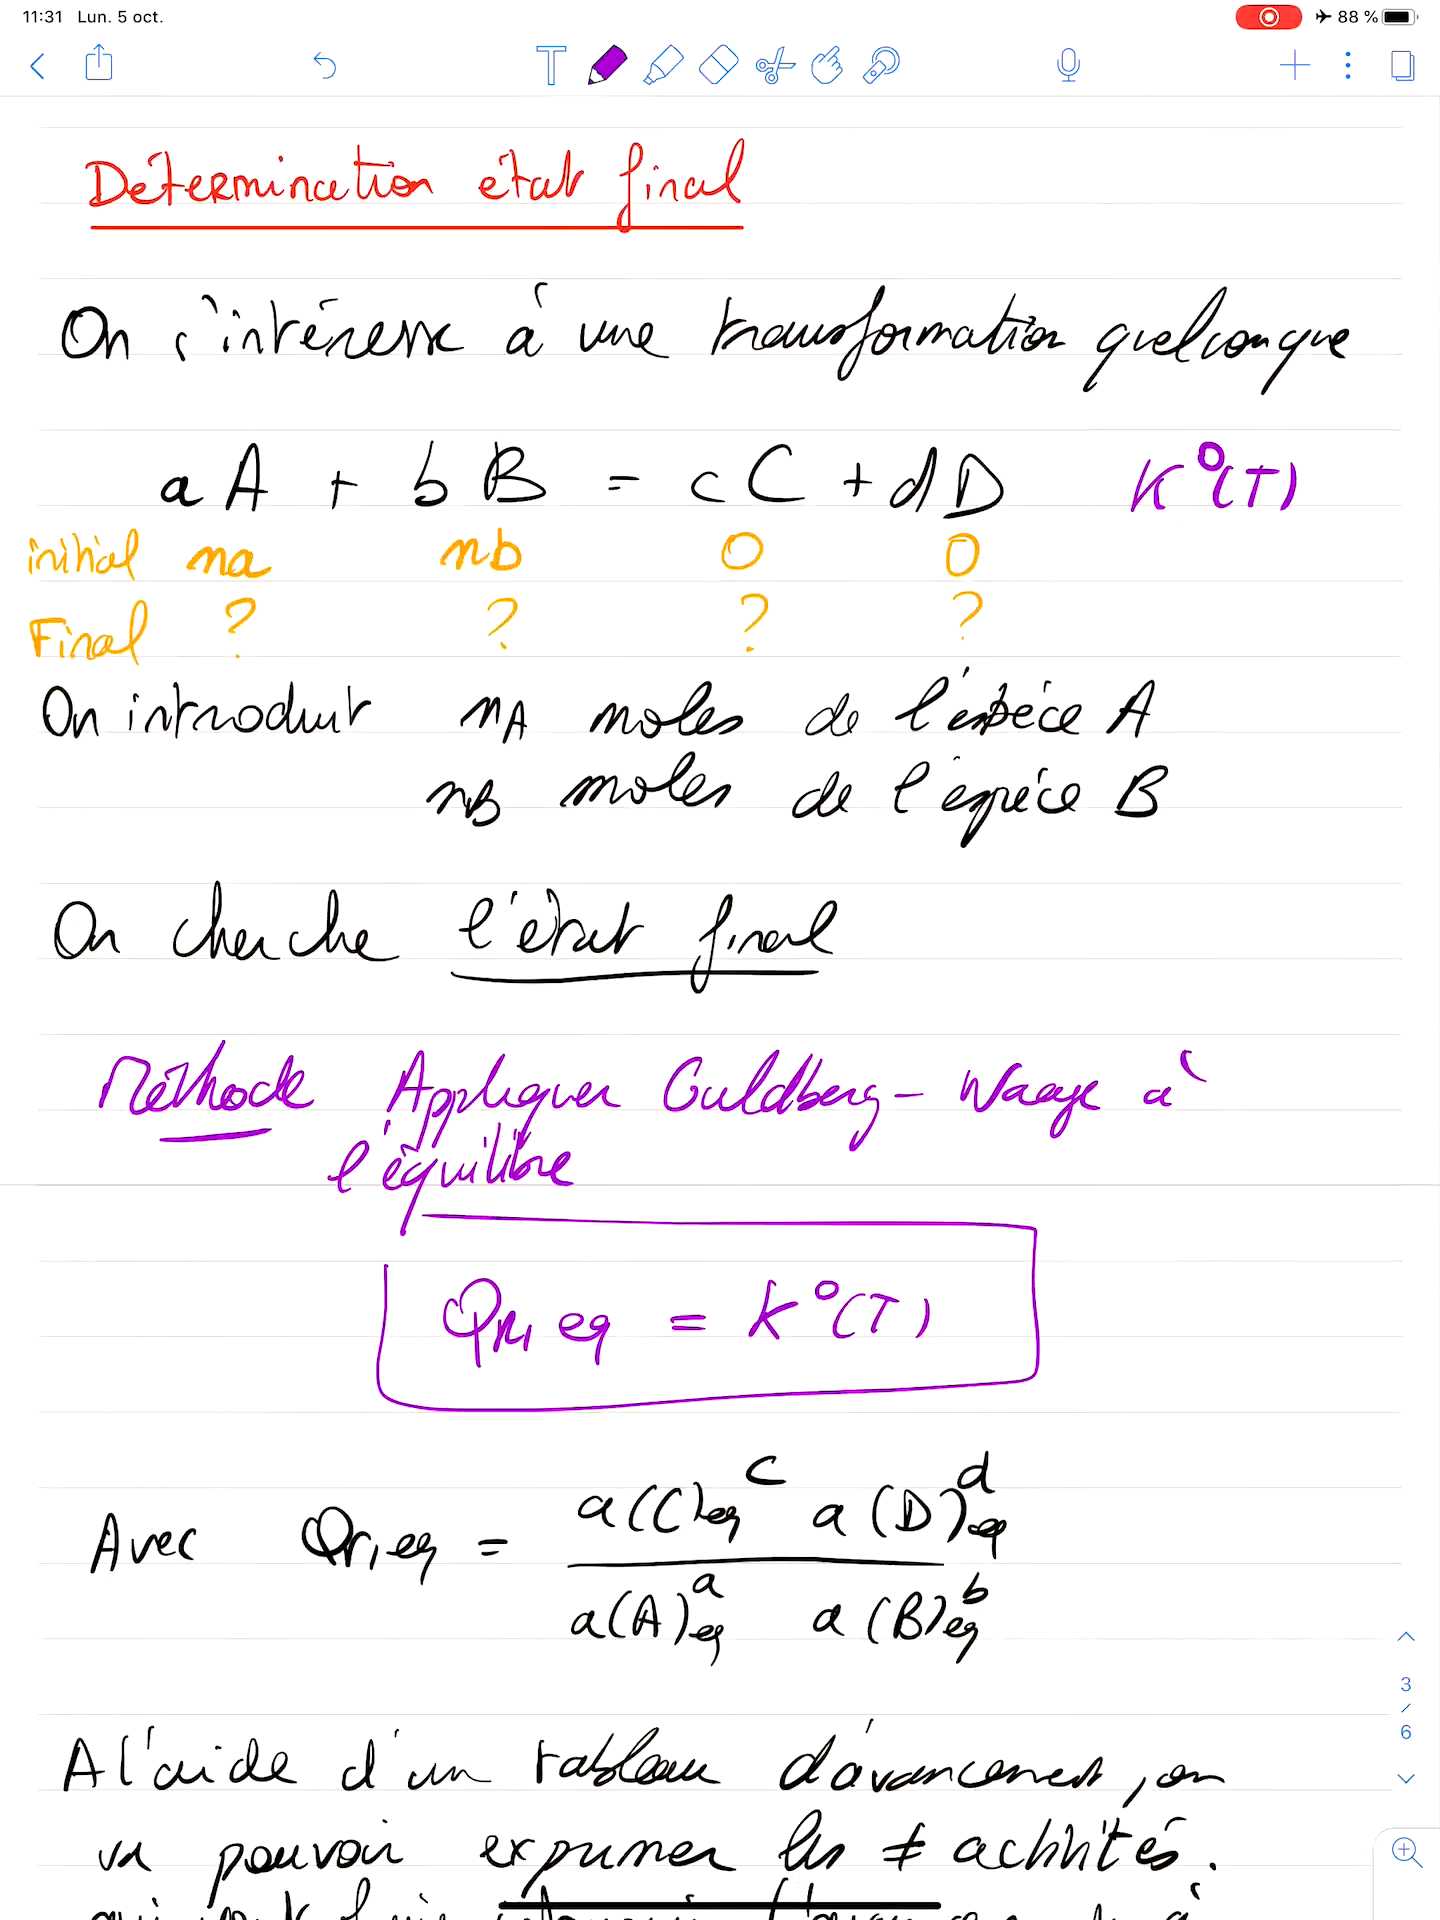 11:31 Lun. 5 oct. 88 %
Détermination état final
On s'intéresse à une transformation quelconque
a A + b B = c C + d D K°(T)
initial na nb 0 0
Final ? ? ? ?
On introduit nA moles de l'espèce A
nB moles de l'espèce B
On cherche l'état final
Méthode Appliquer Guldberg-Waage à
l'équilibre
Qr, eq = K°(T)
Avec Qr, eq = a(C)eq^c a(D)eq^d / a(A)eq^a a(B)eq^b
A l'aide d'un tableau d'avancement, on
va pouvoir exprimer les ≠ activités.
3
/
6